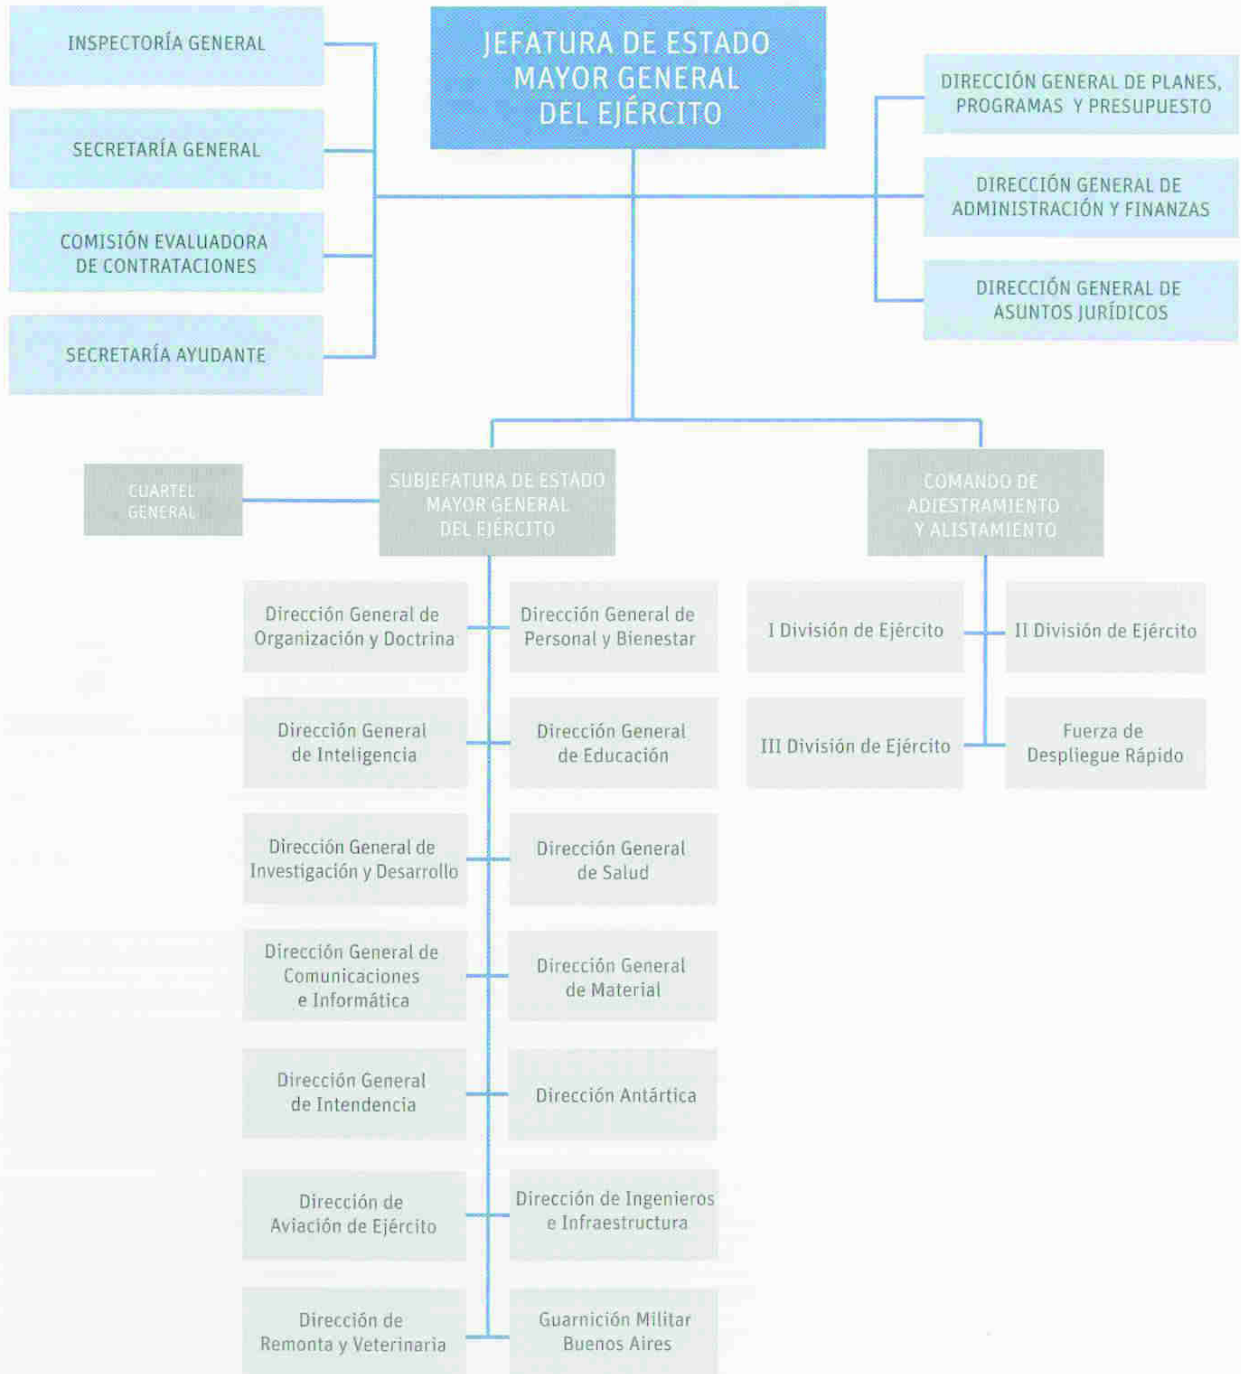 JEFATURA DE ESTADO
MAYOR GENERAL
DEL EJÉRCITO
INSPECTORÍA GENERAL
SECRETARÍA GENERAL
COMISIÓN EVALUADORA
DE CONTRATACIONES
SECRETARÍA AYUDANTE
DIRECCIÓN GENERAL DE PLANES,
PROGRAMAS Y PRESUPUESTO
DIRECCIÓN GENERAL DE
ADMINISTRACIÓN Y FINANZAS
DIRECCIÓN GENERAL DE
ASUNTOS JURÍDICOS
CUARTEL
GENERAL
SUBJEFATURA DE ESTADO
MAYOR GENERAL
DEL EJÉRCITO
COMANDO DE
ADIESTRAMIENTO
Y ALISTAMIENTO
Dirección General de
Organización y Doctrina
Dirección General de
Personal y Bienestar
Dirección General
de Inteligencia
Dirección General
de Educación
Dirección General de
Investigación y Desarrollo
Dirección General
de Salud
Dirección General de
Comunicaciones
e Informática
Dirección General
de Material
Dirección General
de Intendencia
Dirección Antártica
Dirección de
Aviación de Ejército
Dirección de Ingenieros
e Infraestructura
Dirección de
Remonta y Veterinaria
Guarnición Militar
Buenos Aires
I División de Ejército
II División de Ejército
III División de Ejército
Fuerza de
Despliegue Rápido